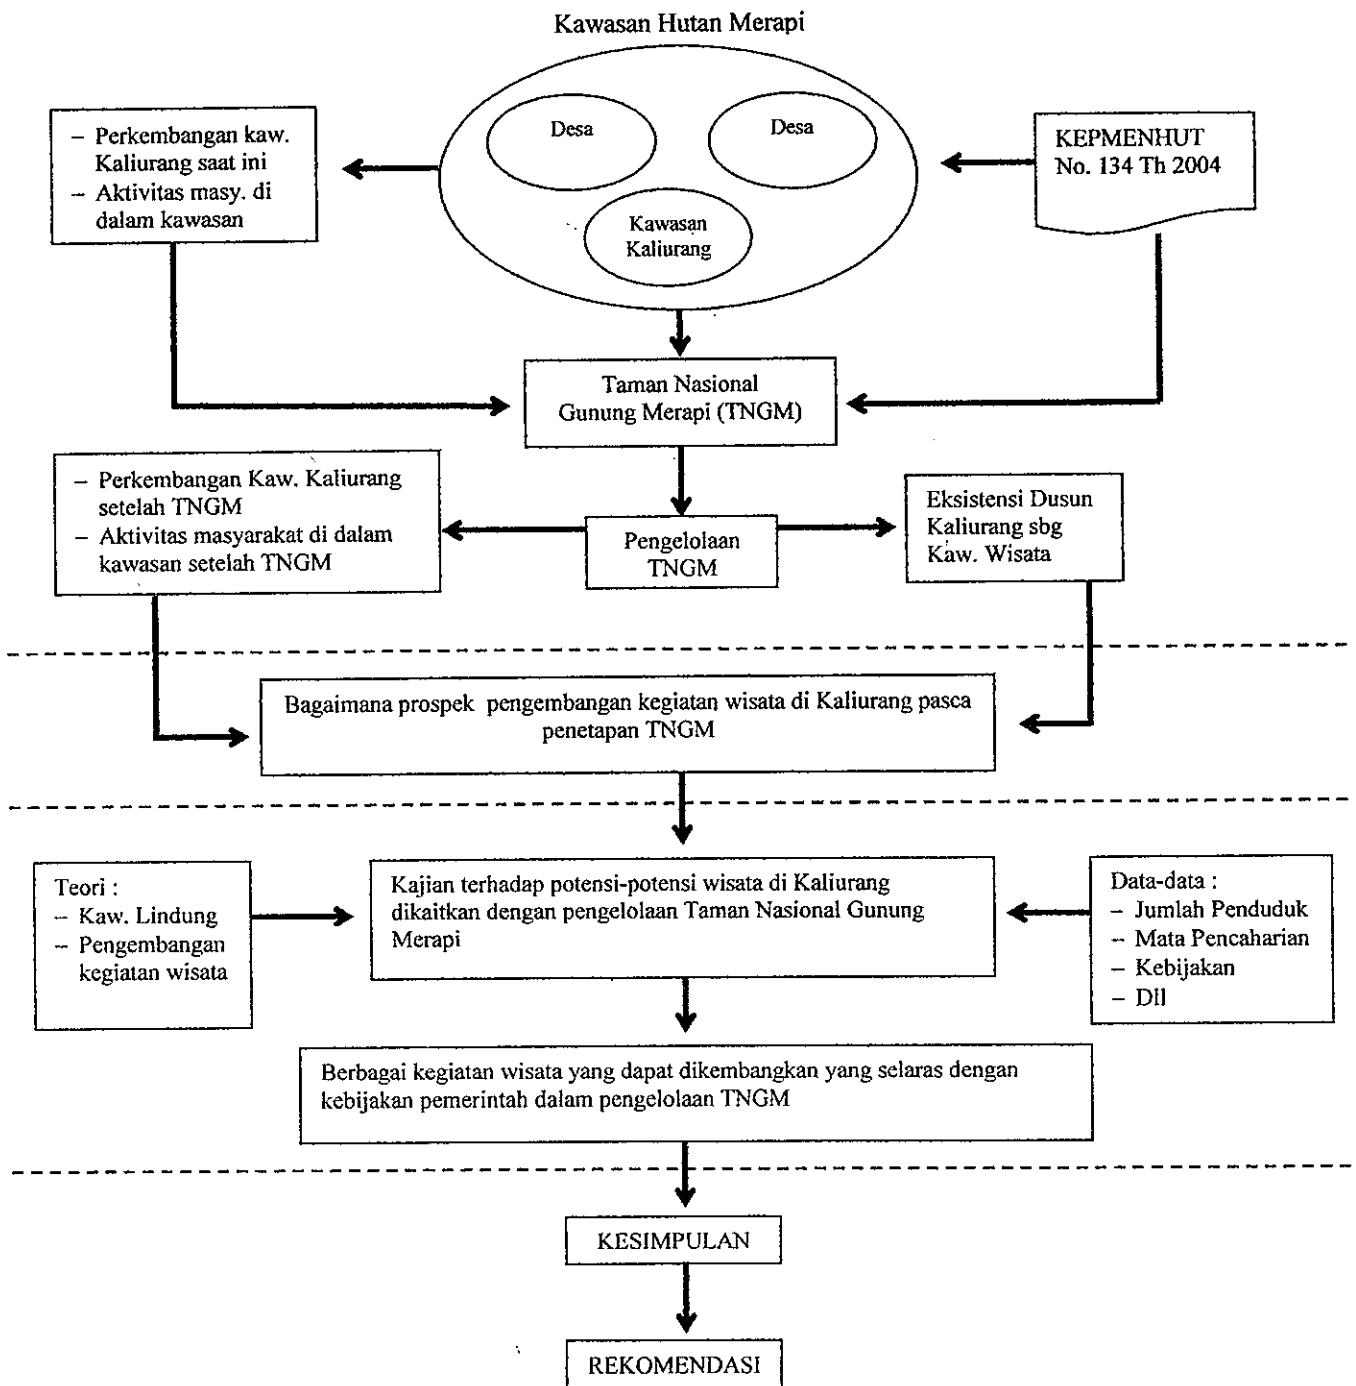 Kawasan Hutan Merapi
Desa
Desa
Kawasan
Kaliurang
– Perkembangan kaw.
Kaliurang saat ini
– Aktivitas masy. di
dalam kawasan
KEPMENHUT
No. 134 Th 2004
Taman Nasional
Gunung Merapi (TNGM)
– Perkembangan Kaw. Kaliurang
setelah TNGM
– Aktivitas masyarakat di dalam
kawasan setelah TNGM
Pengelolaan
TNGM
Eksistensi Dusun
Kaliurang sbg
Kaw. Wisata
Bagaimana prospek pengembangan kegiatan wisata di Kaliurang pasca
penetapan TNGM
Teori :
– Kaw. Lindung
– Pengembangan
kegiatan wisata
Kajian terhadap potensi-potensi wisata di Kaliurang
dikaitkan dengan pengelolaan Taman Nasional Gunung
Merapi
Data-data :
– Jumlah Penduduk
– Mata Pencaharian
– Kebijakan
– Dll
Berbagai kegiatan wisata yang dapat dikembangkan yang selaras dengan
kebijakan pemerintah dalam pengelolaan TNGM
KESIMPULAN
REKOMENDASI